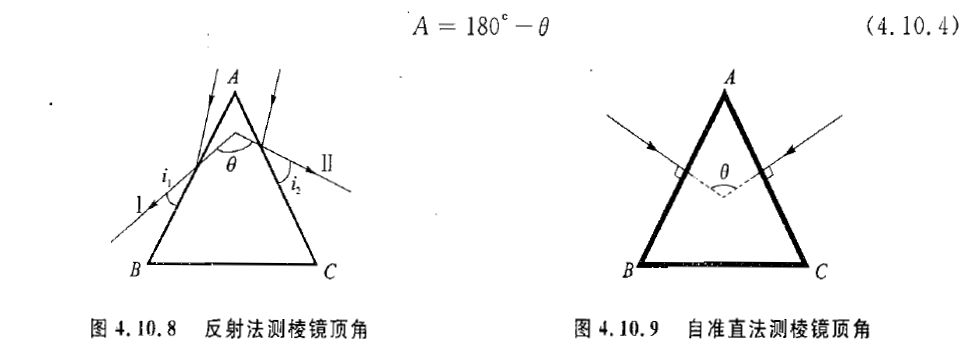 A = 180° − θ (4.10.4)
A
θ
i₁
i₂
I
II
B
C
A
θ
B
C
图 4.10.8 反射法测棱镜顶角
图 4.10.9 自准直法测棱镜顶角